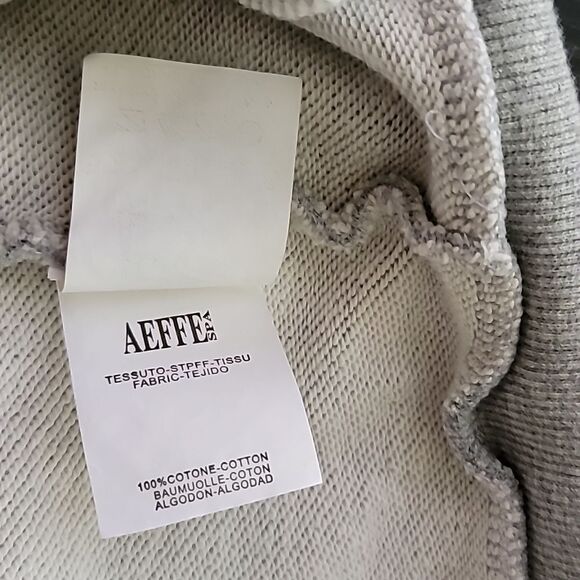 AEFFE SPA
TESSUTO-STPFF-TISSU
FABRIC-TEJIDO
100%COTONE-COTTON
BAUMUOLLE-COTON
ALGODON-ALGODAD